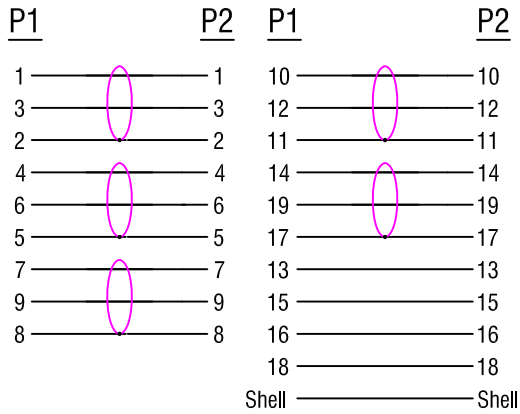 P1 P2 P1 P2
1 1 10 10
3 3 12 12
2 2 11 11
4 4 14 14
6 6 19 19
5 5 17 17
7 7 13 13
9 9 15 15
8 8 16 16
18 18
Shell Shell